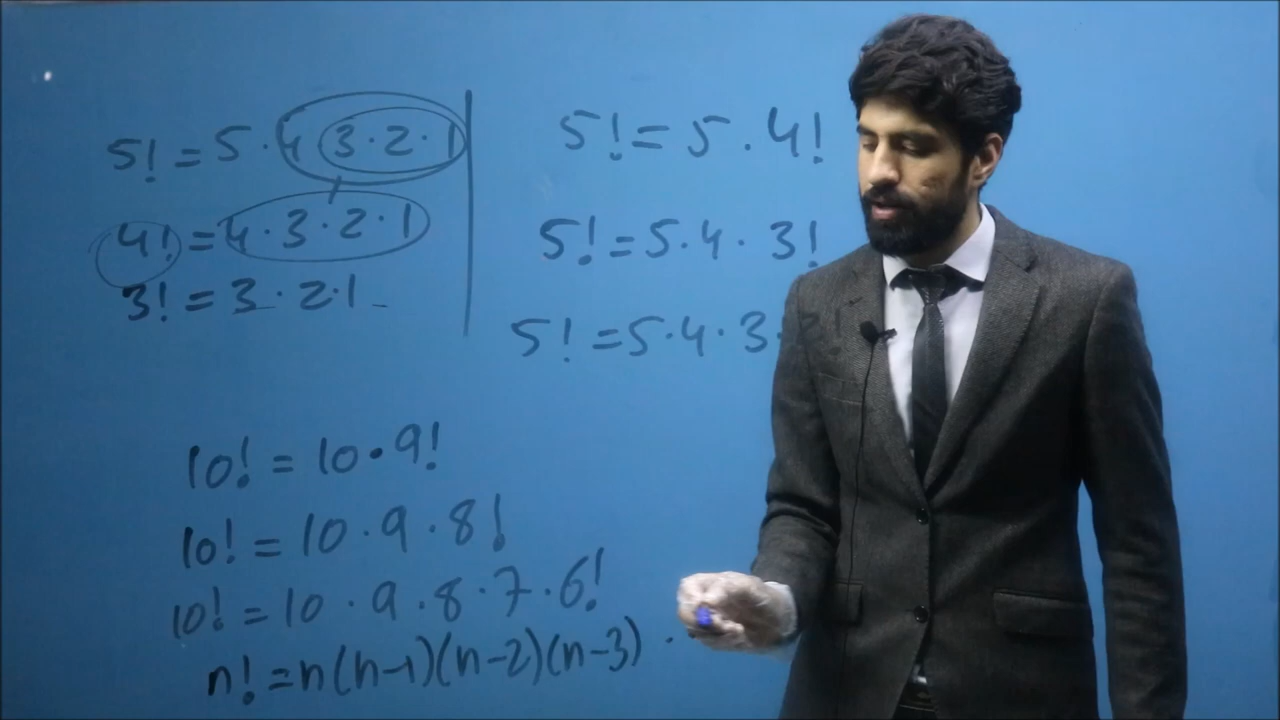 5! = 5 · 4 · 3 · 2 · 1
4! = 4 · 3 · 2 · 1
3! = 3 · 2 · 1
5! = 5 · 4!
5! = 5 · 4 · 3!
5! = 5 · 4 · 3 · 2!
10! = 10 · 9!
10! = 10 · 9 · 8!
10! = 10 · 9 · 8 · 7 · 6!
n! = n(n-1)(n-2)(n-3) ·